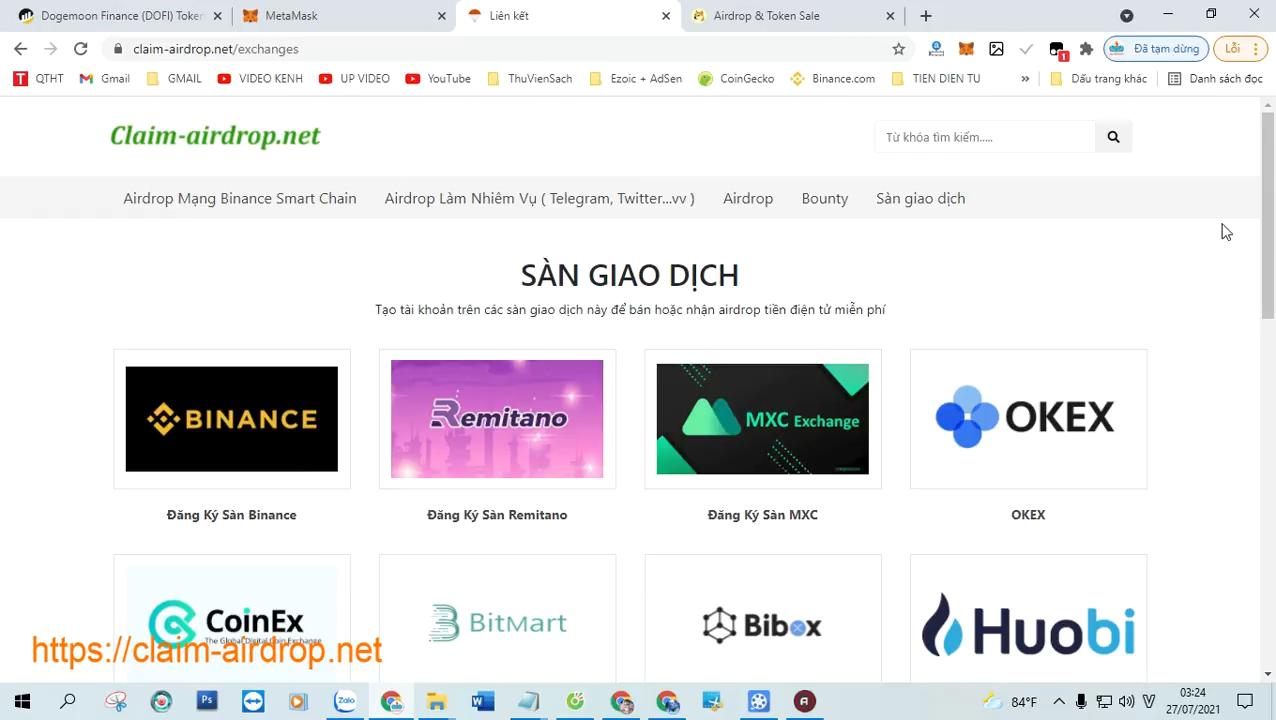 Dogemoon (DOFI) Toke
MetaMask
Liên kết
Airdrop & Token Sale
claim-airdrop.net/exchanges
1
Đã tạm dừng
Lỗi
QTHT
Gmail
GMAIL
VIDEO KENH
UP VIDEO
YouTube
ThuVienSach
Ezoic + AdSen
CoinGecko
Binance.com
TIEN DIEN TU
»
Dấu trang khác
Danh sách đọc
Claim-airdrop.net
Từ khóa tìm kiếm.....
Airdrop Mạng Binance Smart Chain
Airdrop Làm Nhiêm Vụ ( Telegram, Twitter...vv )
Airdrop
Bounty
Sàn giao dịch
SÀN GIAO DỊCH
Tạo tài khoản trên các sàn giao dịch này để bán hoặc nhận airdrop tiền điện tử miễn phí
BINANCE
Remitano
MXC Exchange
OKEX
Đăng Ký Sàn Binance
Đăng Ký Sàn Remitano
Đăng Ký Sàn MXC
OKEX
CoinEx
The Global Digital Coin Exchange
BitMart
Bibox
Huobi
https://claim-airdrop.net
Ps
Zalo
84°F
03:24
27/07/2021